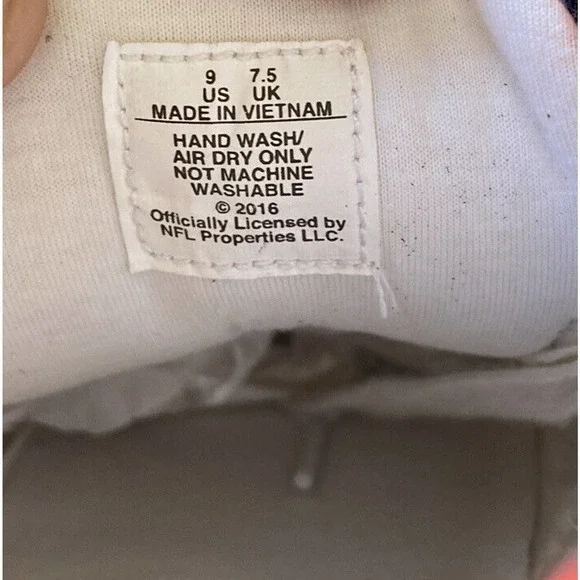 9 7.5
US UK
MADE IN VIETNAM
HAND WASH/
AIR DRY ONLY
NOT MACHINE
WASHABLE
© 2016
Officially Licensed by
NFL Properties LLC.